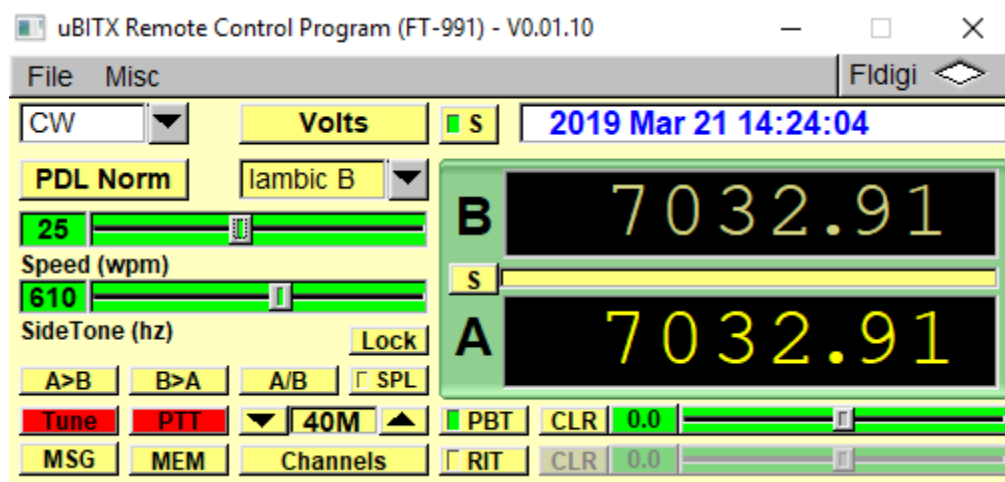 uBITX Remote Control Program (FT-991) - V0.01.10
File Misc Fldigi
CW Volts S 2019 Mar 21 14:24:04
PDL Norm Iambic B
B 7032.91
25
Speed (wpm)
S
610
SideTone (hz)
Lock
A 7032.91
A>B B>A A/B SPL
Tune PTT 40M PBT CLR 0.0
MSG MEM Channels RIT CLR 0.0